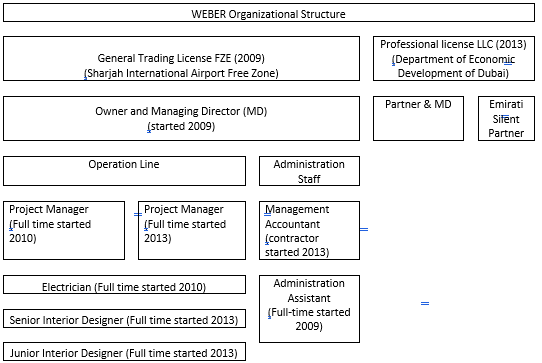 WEBER Organizational Structure
General Trading License FZE (2009)
(Sharjah International Airport Free Zone)
Professional license LLC (2013)
(Department of Economic
Development of Dubai)
Owner and Managing Director (MD)
(started 2009)
Partner & MD
Emirati
Silent
Partner
Operation Line
Administration
Staff
Project Manager
(Full time started
2010)
Project Manager
(Full time started
2013)
Management
Accountant
(contractor
started 2013)
Electrician (Full time started 2010)
Administration
Assistant
(Full-time started
2009)
Senior Interior Designer (Full time started 2013)
Junior Interior Designer (Full time started 2013)